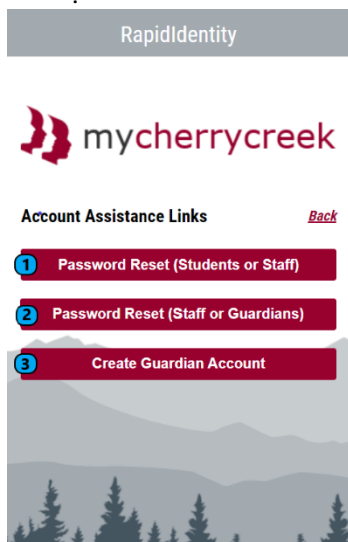 RapidIdentity
mycherrycreek
Account Assistance Links Back
1 Password Reset (Students or Staff)
2 Password Reset (Staff or Guardians)
3 Create Guardian Account